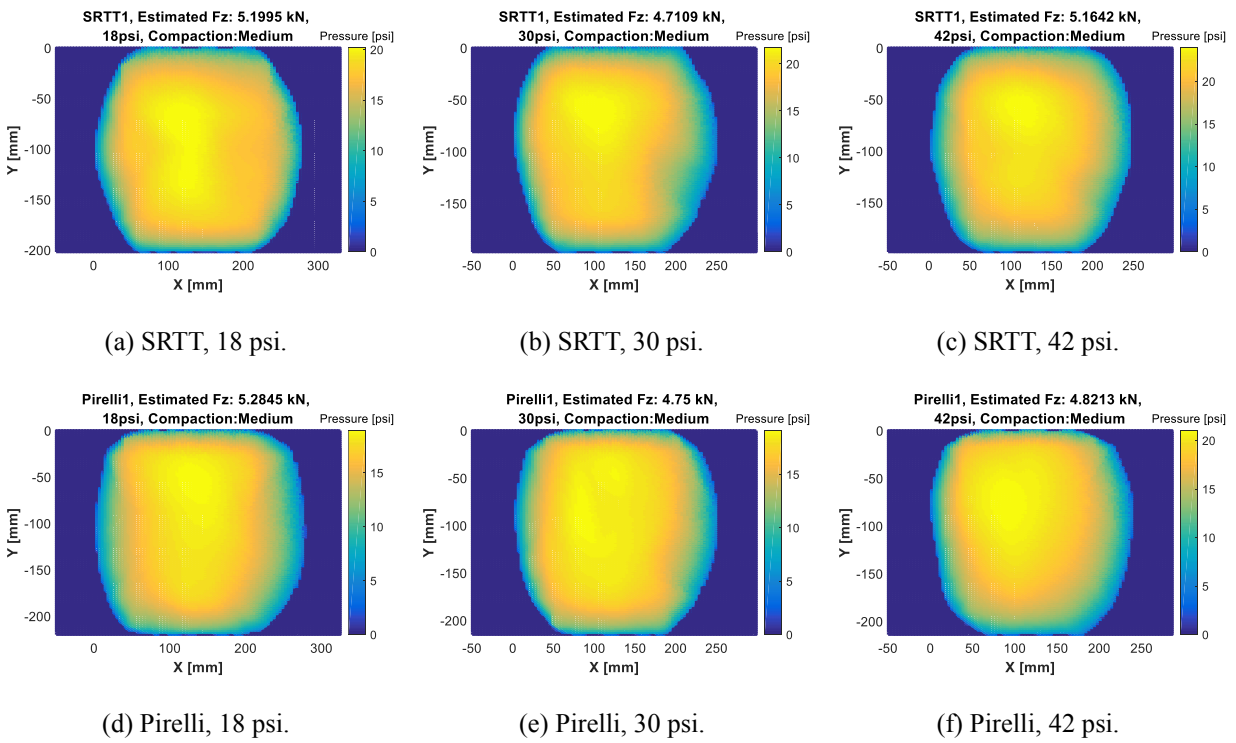 SRTT1, Estimated Fz: 5.1995 kN,
18psi, Compaction:Medium
Pressure [psi]
0
-50
-100
-150
-200
Y [mm]
0
100
200
300
X [mm]
20
15
10
5
0
(a) SRTT, 18 psi.
SRTT1, Estimated Fz: 4.7109 kN,
30psi, Compaction:Medium
Pressure [psi]
0
-50
-100
-150
Y [mm]
-50
0
50
100
150
200
250
X [mm]
20
15
10
5
0
(b) SRTT, 30 psi.
SRTT1, Estimated Fz: 5.1642 kN,
42psi, Compaction:Medium
Pressure [psi]
0
-50
-100
-150
Y [mm]
-50
0
50
100
150
200
250
X [mm]
20
15
10
5
0
(c) SRTT, 42 psi.
Pirelli1, Estimated Fz: 5.2845 kN,
18psi, Compaction:Medium
Pressure [psi]
0
-50
-100
-150
-200
Y [mm]
0
100
200
300
X [mm]
15
10
5
0
(d) Pirelli, 18 psi.
Pirelli1, Estimated Fz: 4.75 kN,
30psi, Compaction:Medium
Pressure [psi]
0
-50
-100
-150
-200
Y [mm]
-50
0
50
100
150
200
250
X [mm]
15
10
5
0
(e) Pirelli, 30 psi.
Pirelli1, Estimated Fz: 4.8213 kN,
42psi, Compaction:Medium
Pressure [psi]
0
-50
-100
-150
-200
Y [mm]
-50
0
50
100
150
200
250
X [mm]
20
15
10
5
0
(f) Pirelli, 42 psi.